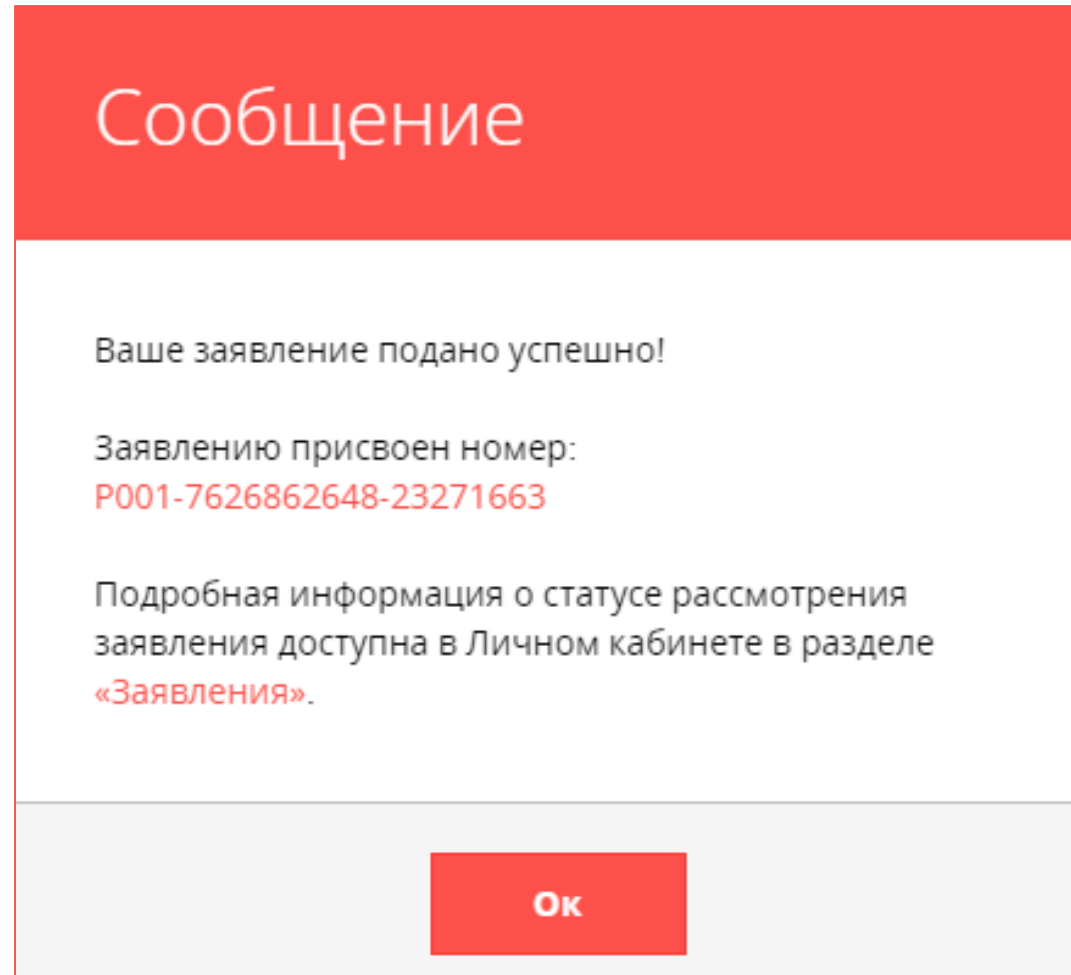 Сообщение
Ваше заявление подано успешно!
Заявлению присвоен номер:
Р001-7626862648-23271663
Подробная информация о статусе рассмотрения
заявления доступна в Личном кабинете в разделе
«Заявления».
Ок